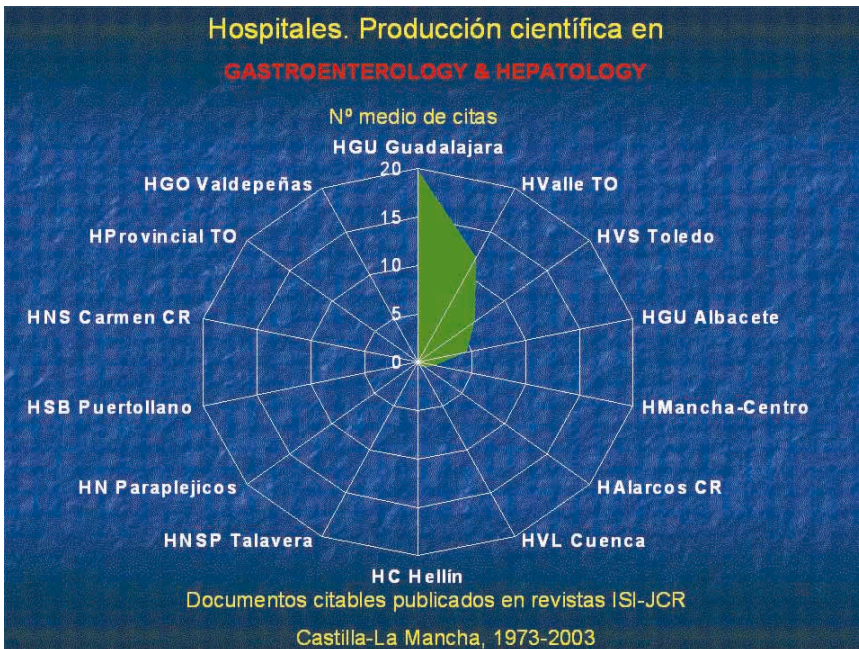 Hospitales. Producción científica en
GASTROENTEROLOGY & HEPATOLOGY
Nº medio de citas
HGU Guadalajara
20
HGO Valdepeñas
HValle TO
15
HProvincial TO
HVS Toledo
10
HNS Carmen CR
HGU Albacete
5
0
HSB Puertollano
HMancha-Centro
HN Paraplejicos
HAlarcos CR
HNSP Talavera
HVL Cuenca
HC Hellín
Documentos citables publicados en revistas ISI-JCR
Castilla-La Mancha, 1973-2003